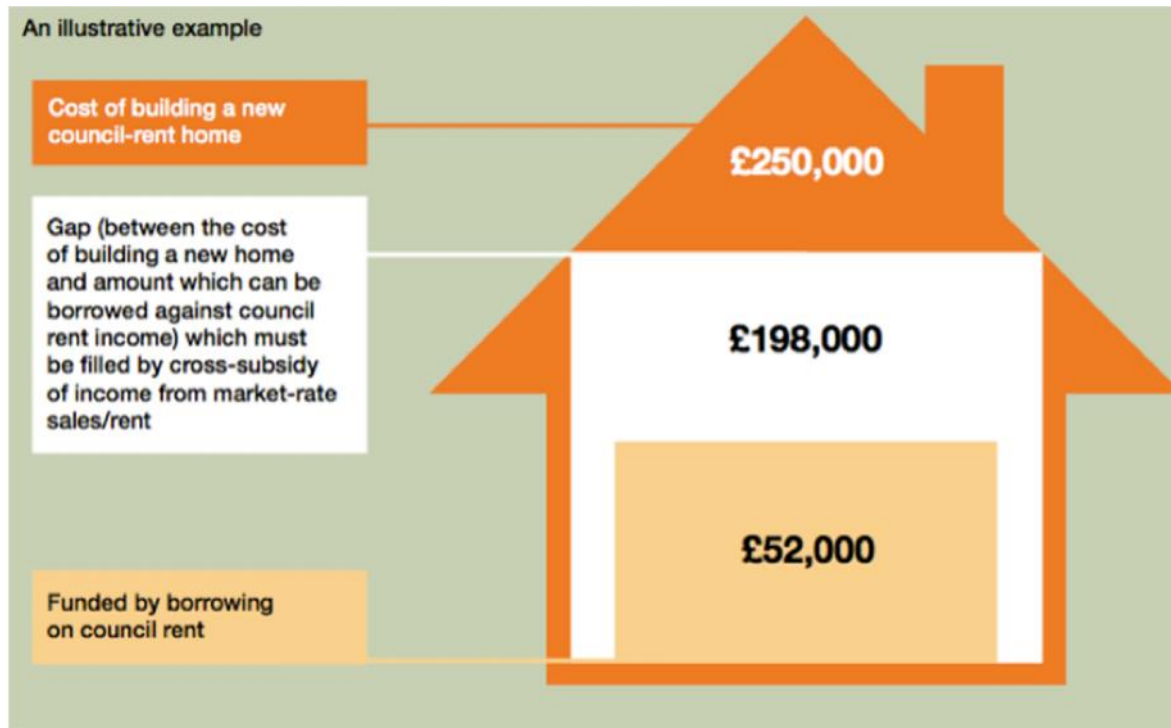 An illustrative example
Cost of building a new
council-rent home
£250,000
Gap (between the cost
of building a new home
and amount which can be
borrowed against council
rent income) which must
be filled by cross-subsidy
of income from market-rate
sales/rent
£198,000
£52,000
Funded by borrowing
on council rent